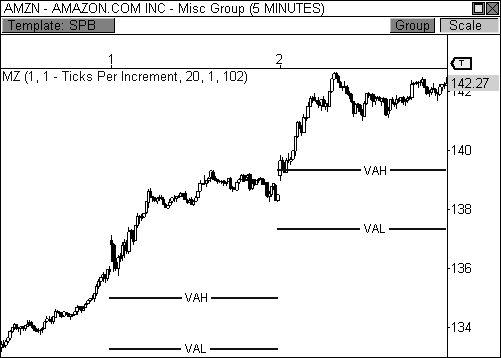 AMZN - AMAZON.COM INC - Misc Group (5 MINUTES)
Template: SPB Group Scale
1 2
T
MZ (1, 1 - Ticks Per Increment, 20, 1, 102)
142.27
140
VAH
138
VAL
136
VAH
134
VAL